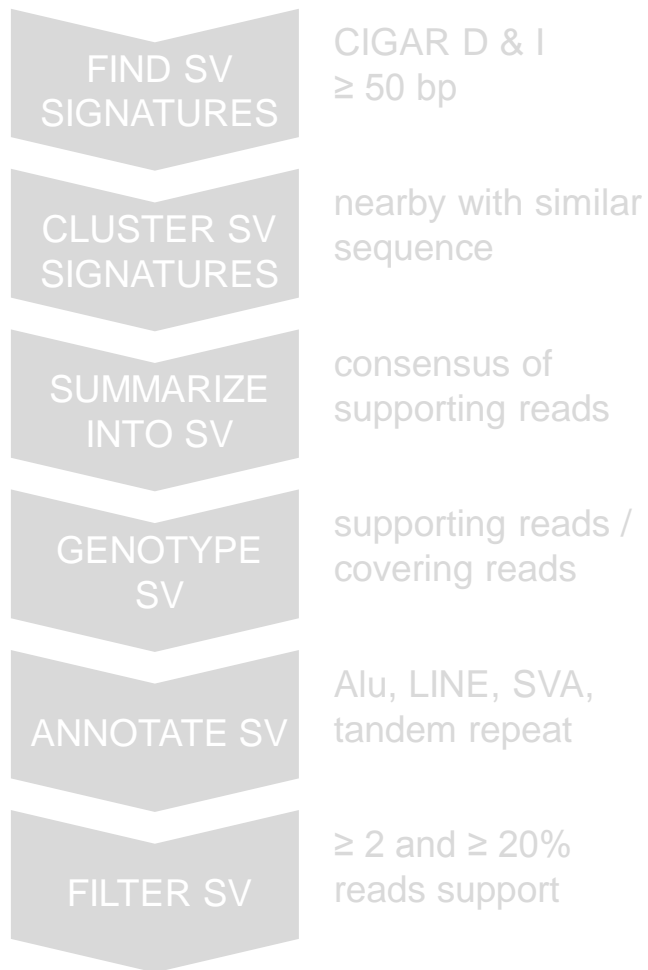 FIND SV
SIGNATURES
CIGAR D & I
≥ 50 bp
CLUSTER SV
SIGNATURES
nearby with similar
sequence
SUMMARIZE
INTO SV
consensus of
supporting reads
GENOTYPE
SV
supporting reads /
covering reads
ANNOTATE SV
Alu, LINE, SVA,
tandem repeat
FILTER SV
≥ 2 and ≥ 20%
reads support